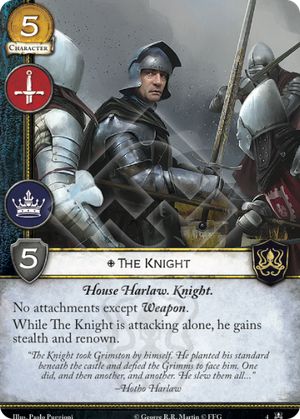 5
CHARACTER
5
THE KNIGHT
House Harlaw. Knight.
No attachments except Weapon.
While The Knight is attacking alone, he gains
stealth and renown.
"The Knight took Grimston by himself. He planted his standard
beneath the castle and defied the Grimms to face him. One
did, and then another, and another. He slew them all..."
–Hotho Harlaw
Illus. Paolo Puggioni
© George R.R. Martin © FFG
4